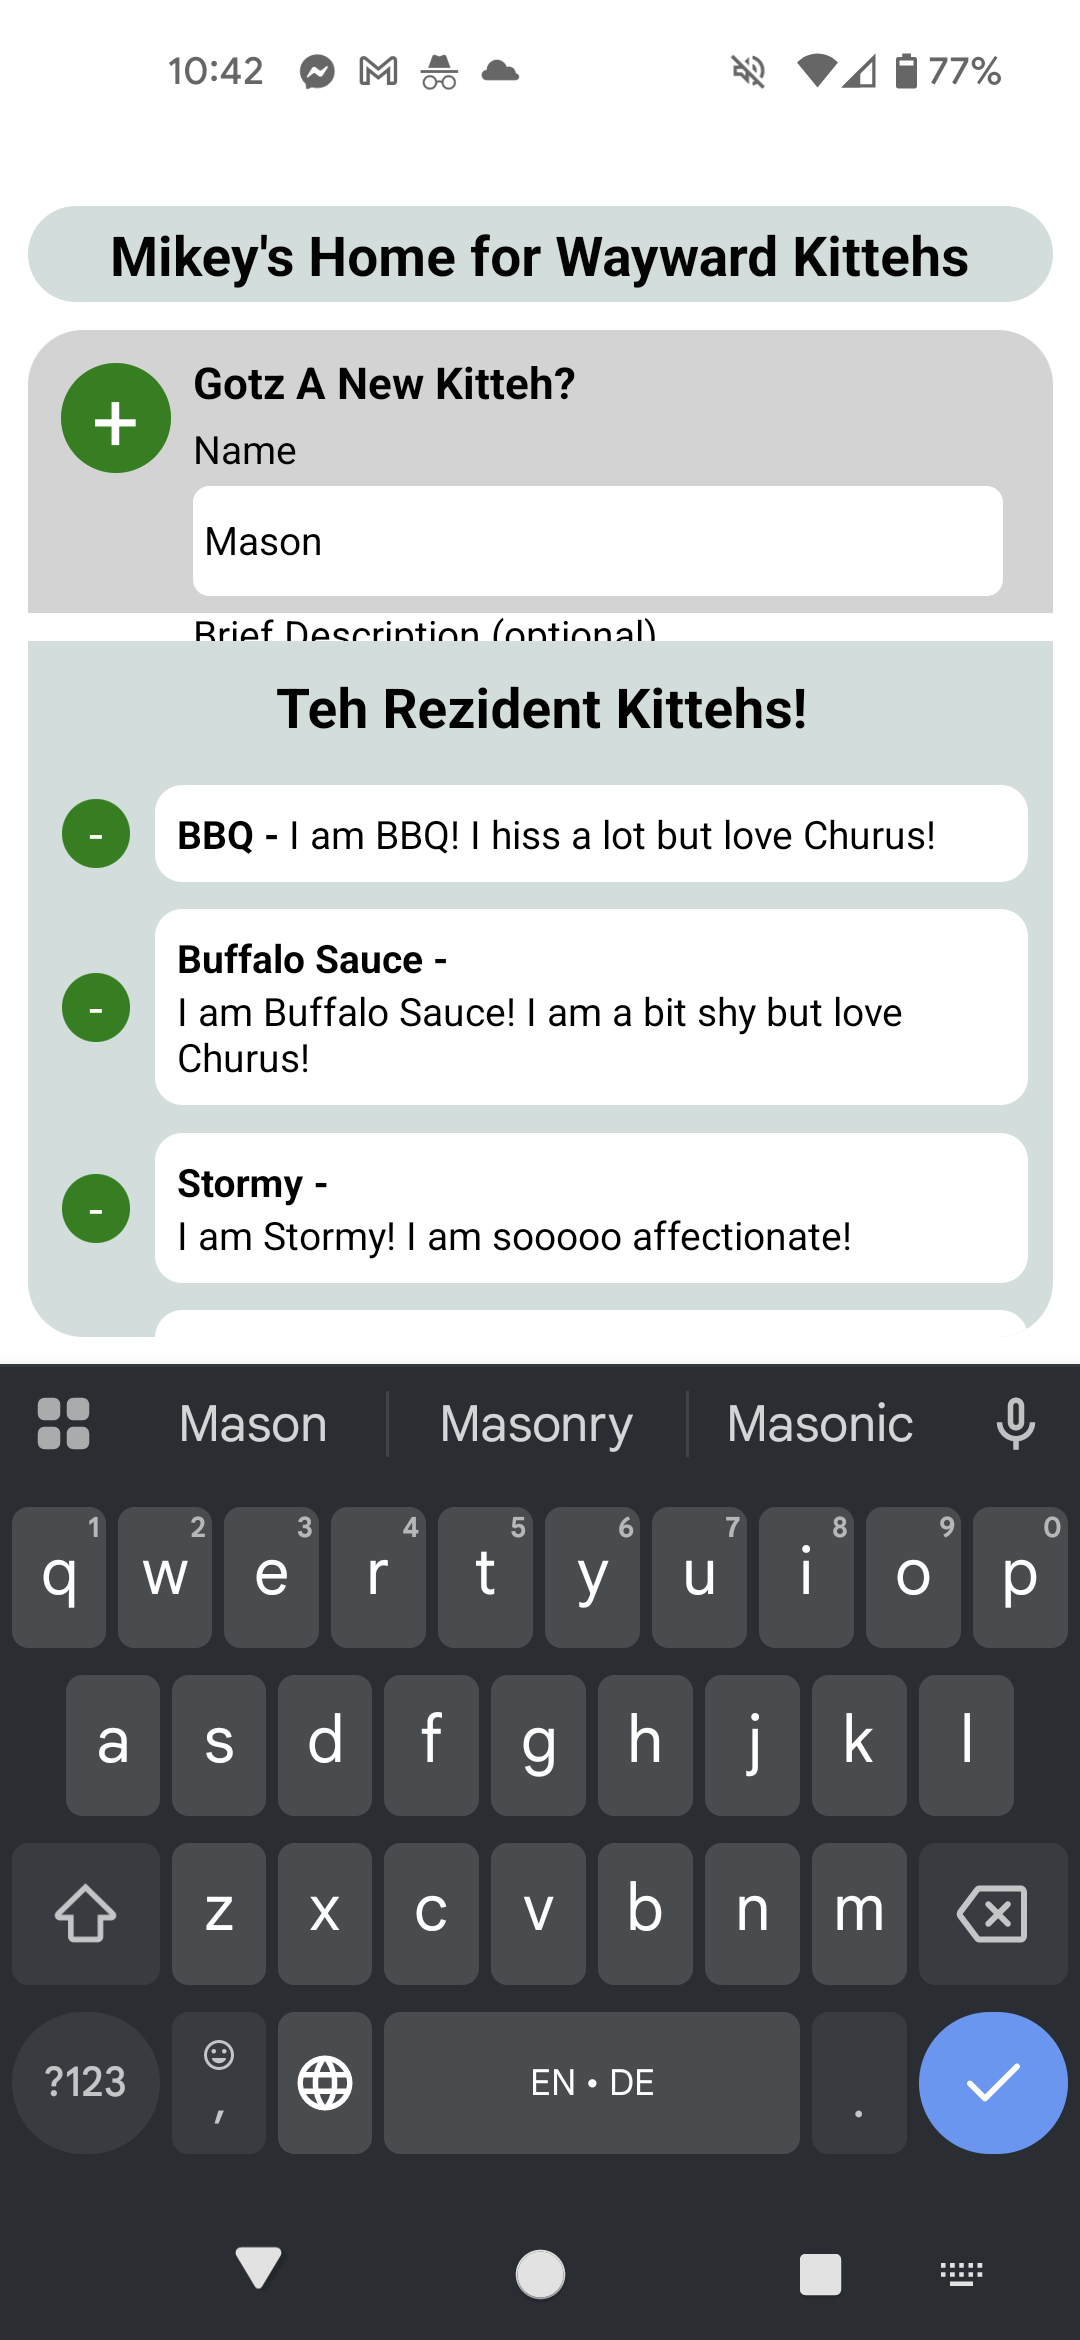 10:42 77%
Mikey's Home for Wayward Kittehs
Gotz A New Kitteh?
+
Name
Mason
Brief Description (optional)
Teh Rezident Kittehs!
- BBQ - I am BBQ! I hiss a lot but love Churus!
Buffalo Sauce -
- I am Buffalo Sauce! I am a bit shy but love
Churus!
Stormy -
- I am Stormy! I am sooooo affectionate!
Mason Masonry Masonic
1 2 3 4 5 6 7 8 9 0
q w e r t y u i o p
a s d f g h j k l
z x c v b n m
?123 , EN • DE .